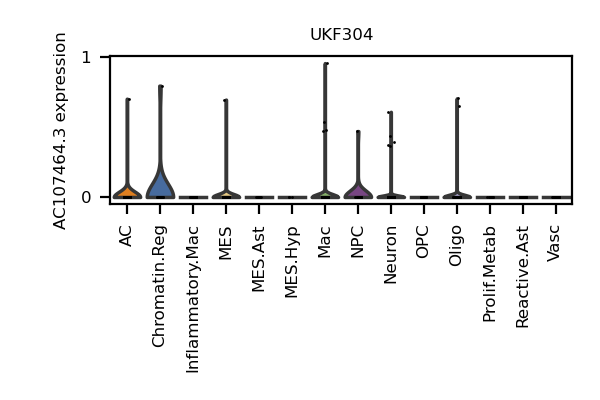 UKF304
AC107464.3 expression
1
0
AC
Chromatin.Reg
Inflammatory.Mac
MES
MES.Ast
MES.Hyp
Mac
NPC
Neuron
OPC
Oligo
Prolif.Metab
Reactive.Ast
Vasc